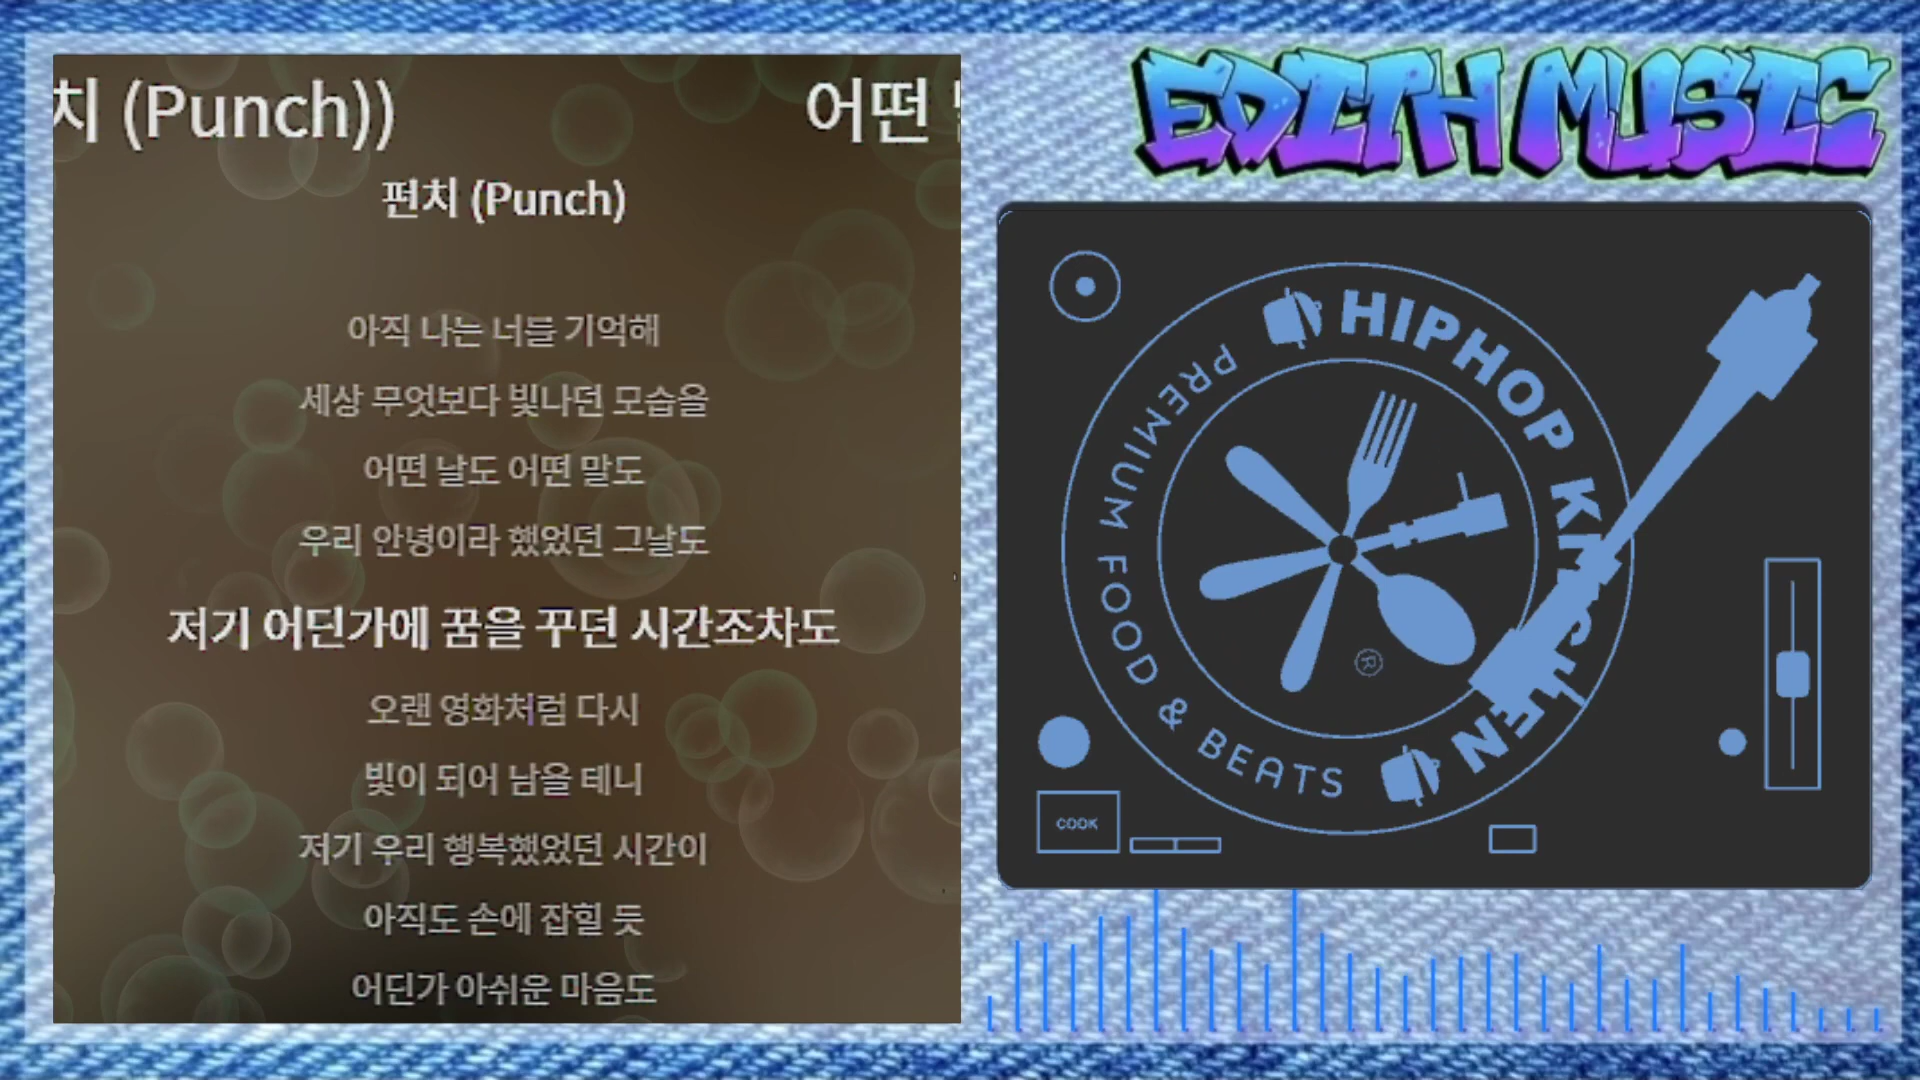 치 (Punch)) 어떤
펀치 (Punch)
아직 나는 너를 기억해
세상 무엇보다 빛나던 모습을
어떤 날도 어떤 말도
우리 안녕이라 했었던 그날도
저기 어딘가에 꿈을 꾸던 시간조차도
오랜 영화처럼 다시
빛이 되어 남을 테니
저기 우리 행복했었던 시간이
아직도 손에 잡힐 듯
어딘가 아쉬운 마음도
EDITH MUSIC
HIPHOP KITCHEN
PREMIUM FOOD & BEATS
®
COOK